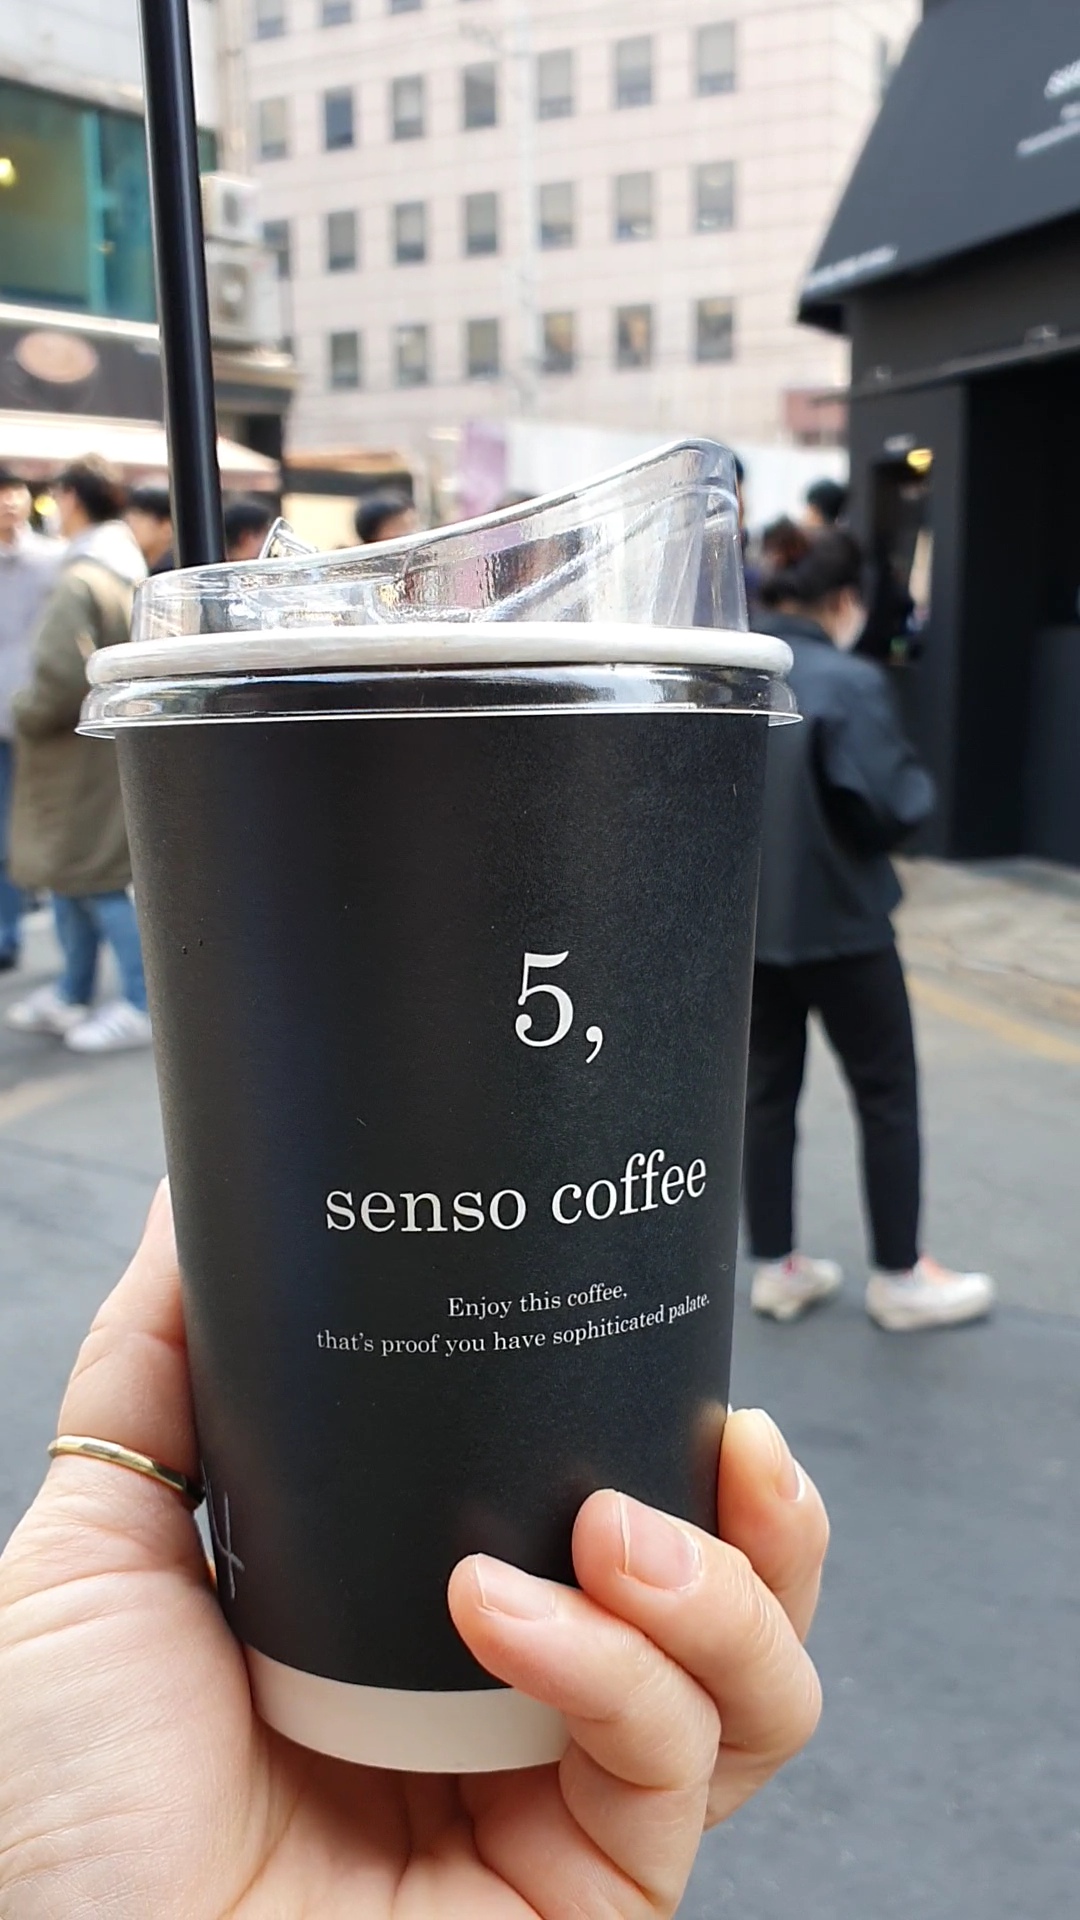 5,
senso coffee
Enjoy this coffee,
that's proof you have sophiticated palate.